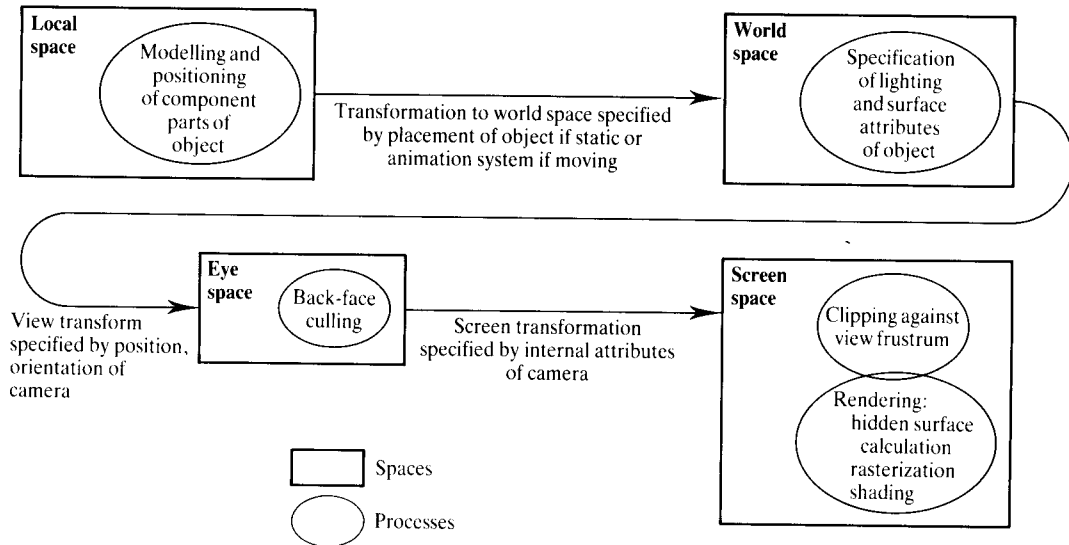 Local
space
Modelling and
positioning
of component
parts of
object
Transformation to world space specified
by placement of object if static or
animation system if moving
World
space
Specification
of lighting
and surface
attributes
of object
View transform
specified by position,
orientation of
camera
Eye
space
Back-face
culling
Screen transformation
specified by internal attributes
of camera
Screen
space
Clipping against
view frustrum
Rendering:
hidden surface
calculation
rasterization
shading
Spaces
Processes